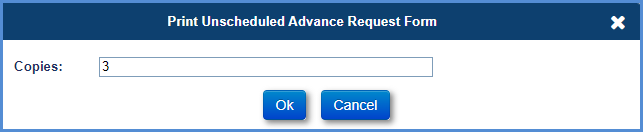 Print Unscheduled Advance Request Form
Copies: 3
Ok Cancel